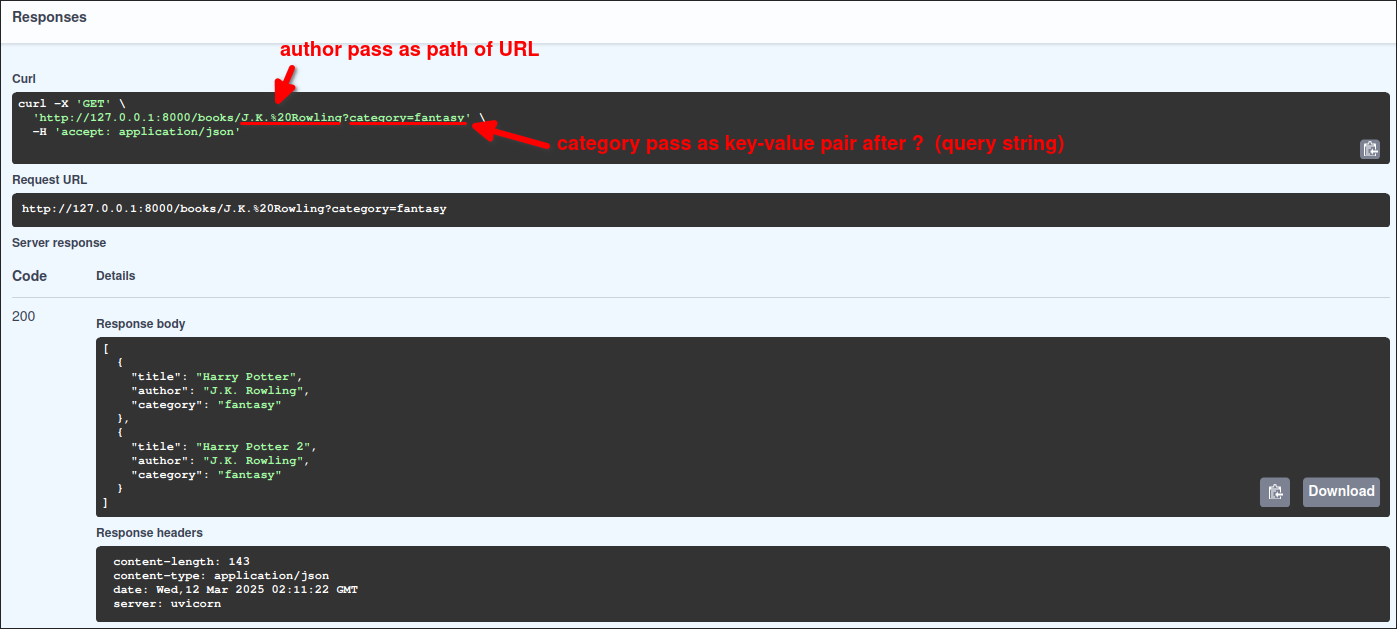 Responses
author pass as path of URL
Curl
curl -X 'GET' \
'http://127.0.0.1:8000/books/J.K.%20Rowling?category=fantasy' \
-H 'accept: application/json'
category pass as key-value pair after ? (query string)
Request URL
http://127.0.0.1:8000/books/J.K.%20Rowling?category=fantasy
Server response
Code Details
200
Response body
[
{
"title": "Harry Potter",
"author": "J.K. Rowling",
"category": "fantasy"
},
{
"title": "Harry Potter 2",
"author": "J.K. Rowling",
"category": "fantasy"
}
]
Download
Response headers
content-length: 143
content-type: application/json
date: Wed,12 Mar 2025 02:11:22 GMT
server: uvicorn